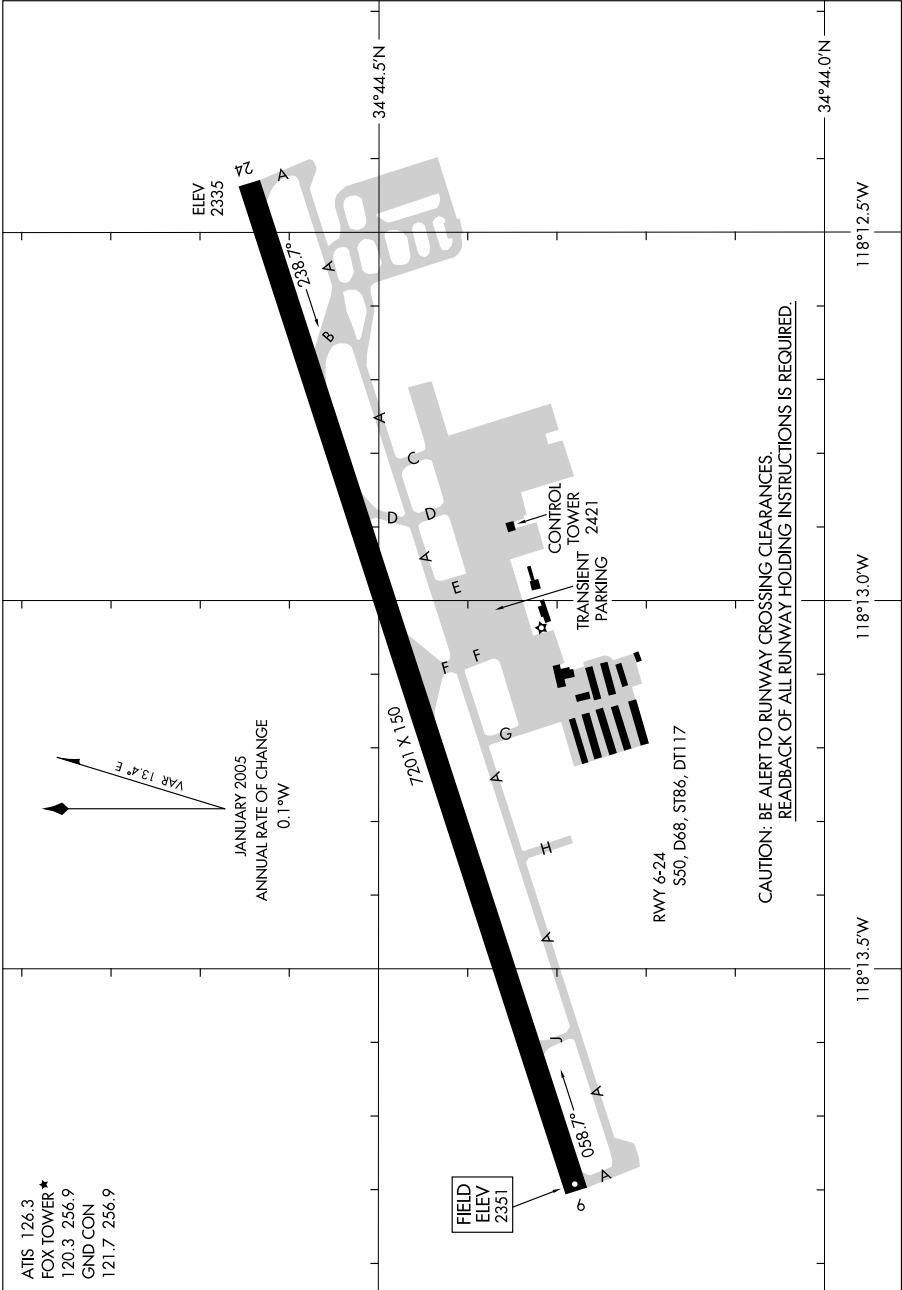 ATIS 126.3
FOX TOWER ★
120.3 256.9
GND CON
121.7 256.9
VAR 13.4° E
JANUARY 2005
ANNUAL RATE OF CHANGE
0.1°W
ELEV
2335
24
A
238.7°
A
B
A
C
D
D
A
E
F
F
7201 X 150
G
A
H
A
J
A
058.7°
A
6
FIELD
ELEV
2351
CONTROL
TOWER
2421
TRANSIENT
PARKING
RWY 6-24
S50, D68, ST86, DT117
CAUTION: BE ALERT TO RUNWAY CROSSING CLEARANCES.
READBACK OF ALL RUNWAY HOLDING INSTRUCTIONS IS REQUIRED.
34°44.5'N
34°44.0'N
118°13.5'W
118°13.0'W
118°12.5'W